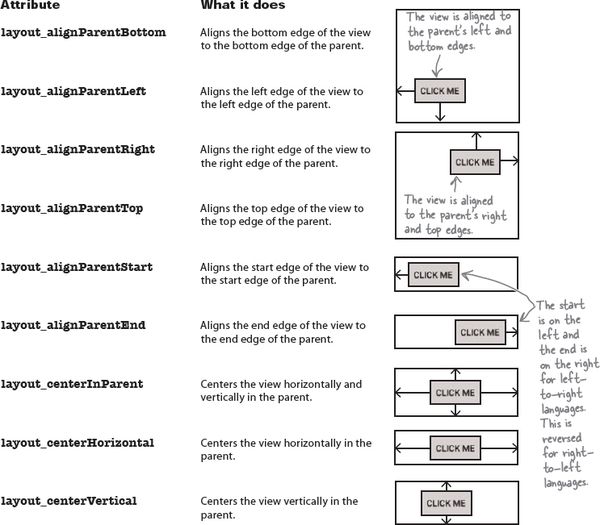 Attribute What it does
layout_alignParentBottom
Aligns the bottom edge of the view
to the bottom edge of the parent.
The view is aligned to
the parent's left and
bottom edges.
CLICK ME
layout_alignParentLeft
Aligns the left edge of the view to
the left edge of the parent.
layout_alignParentRight
Aligns the right edge of the view to
the right edge of the parent.
CLICK ME
The view is aligned
to the parent's right
and top edges.
layout_alignParentTop
Aligns the top edge of the view to
the top edge of the parent.
layout_alignParentStart
Aligns the start edge of the view to
the start edge of the parent.
CLICK ME
layout_alignParentEnd
Aligns the end edge of the view to
the end edge of the parent.
CLICK ME
The start
is on the
left and
the end is
on the right
for left–
to–right
languages.
This is
reversed
for right–
to–left
languages.
layout_centerInParent
Centers the view horizontally and
vertically in the parent.
CLICK ME
layout_centerHorizontal
Centers the view horizontally in the
parent.
CLICK ME
layout_centerVertical
Centers the view vertically in the
parent.
CLICK ME